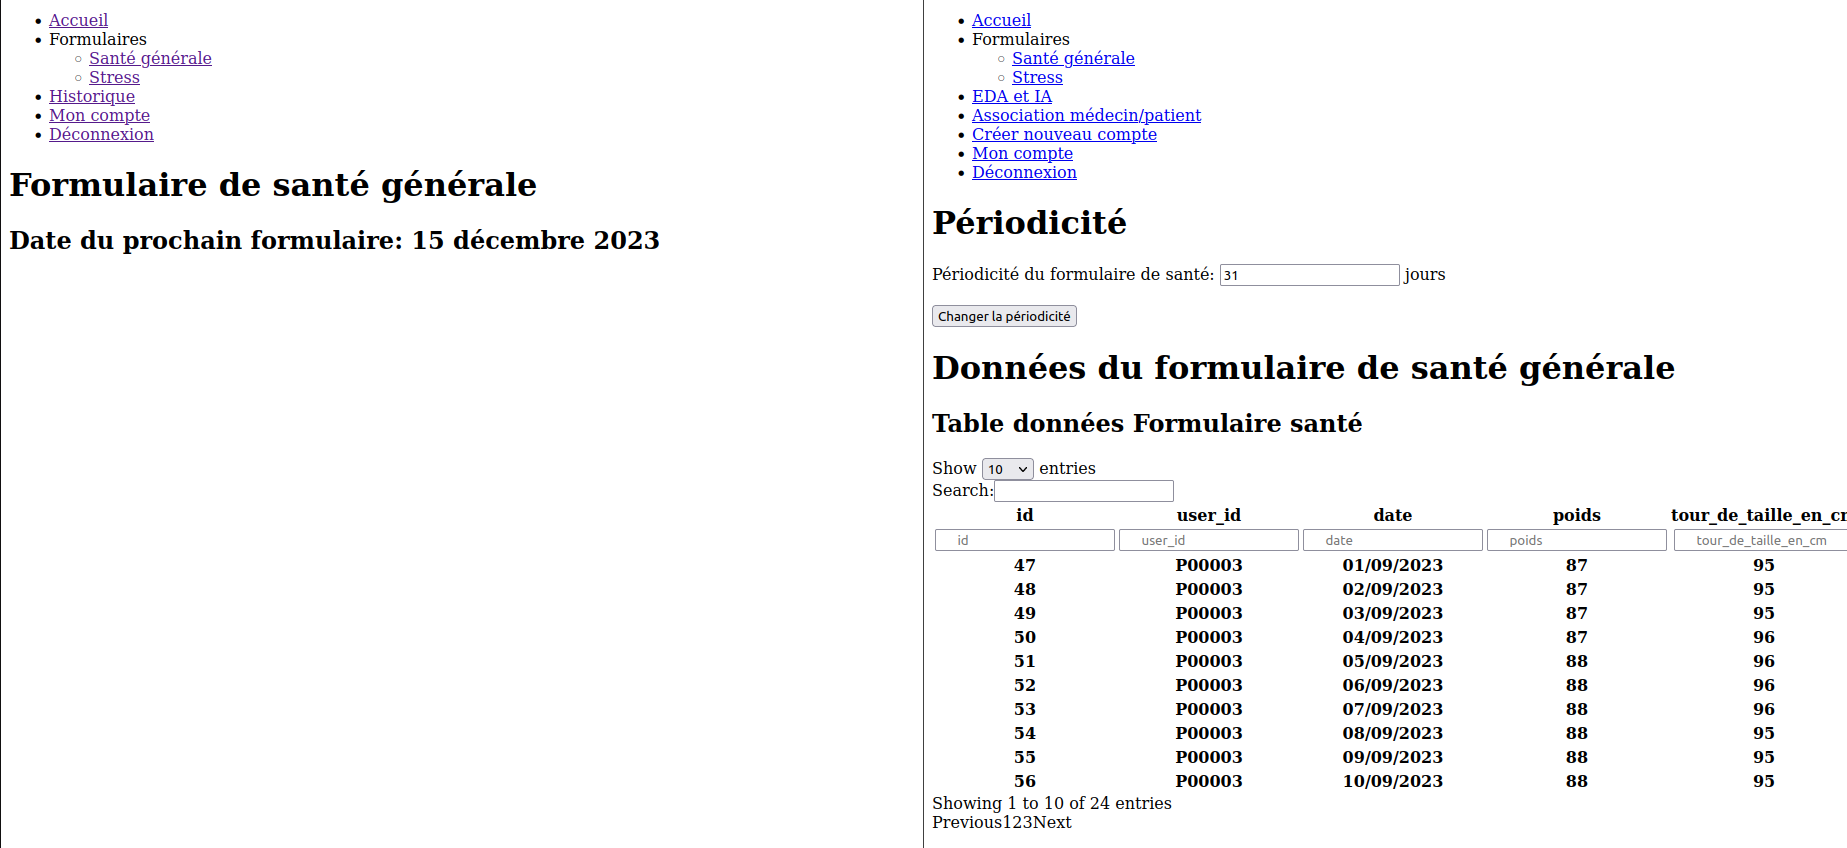 Accueil
Formulaires
Santé générale
Stress
Historique
Mon compte
Déconnexion
Formulaire de santé générale
Date du prochain formulaire: 15 décembre 2023
Accueil
Formulaires
Santé générale
Stress
EDA et IA
Association médecin/patient
Créer nouveau compte
Mon compte
Déconnexion
Périodicité
Périodicité du formulaire de santé: 31 jours
Changer la périodicité
Données du formulaire de santé générale
Table données Formulaire santé
Show 10 entries
Search:
id user_id date poids tour_de_taille_en_cm
id user_id date poids tour_de_taille_en_cm
47 P00003 01/09/2023 87 95
48 P00003 02/09/2023 87 95
49 P00003 03/09/2023 87 95
50 P00003 04/09/2023 87 96
51 P00003 05/09/2023 88 96
52 P00003 06/09/2023 88 96
53 P00003 07/09/2023 88 96
54 P00003 08/09/2023 88 95
55 P00003 09/09/2023 88 95
56 P00003 10/09/2023 88 95
Showing 1 to 10 of 24 entries
Previous123Next